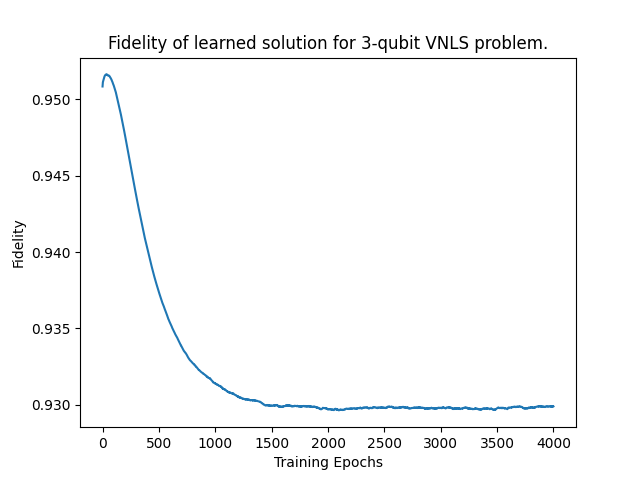 Fidelity of learned solution for 3-qubit VNLS problem.
0.950
0.945
0.940
0.935
0.930
Fidelity
0 500 1000 1500 2000 2500 3000 3500 4000
Training Epochs